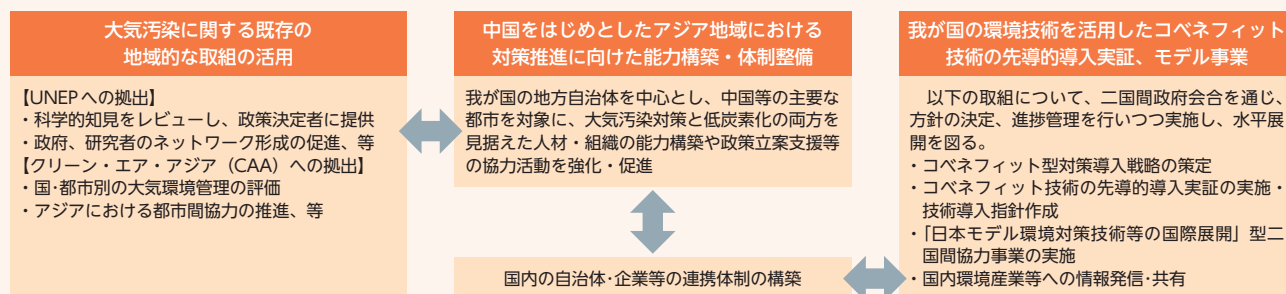 大気汚染に関する既存の
地域的な取組の活用
【UNEPへの拠出】
・科学的知見をレビューし、政策決定者に提供
・政府、研究者のネットワーク形成の促進、等
【クリーン・エア・アジア（CAA）への拠出】
・国・都市別の大気環境管理の評価
・アジアにおける都市間協力の推進、等
中国をはじめとしたアジア地域における
対策推進に向けた能力構築・体制整備
我が国の地方自治体を中心とし、中国等の主要な
都市を対象に、大気汚染対策と低炭素化の両方を
見据えた人材・組織の能力構築や政策立案支援等
の協力活動を強化・促進
国内の自治体・企業等の連携体制の構築
我が国の環境技術を活用したコベネフィット
技術の先導的導入実証、モデル事業
以下の取組について、二国間政府会合を通じ、
方針の決定、進捗管理を行いつつ実施し、水平展
開を図る。
・コベネフィット型対策導入戦略の策定
・コベネフィット技術の先導的導入実証の実施・
技術導入指針作成
・「日本モデル環境対策技術等の国際展開」型二
国間協力事業の実施
・国内環境産業等への情報発信・共有